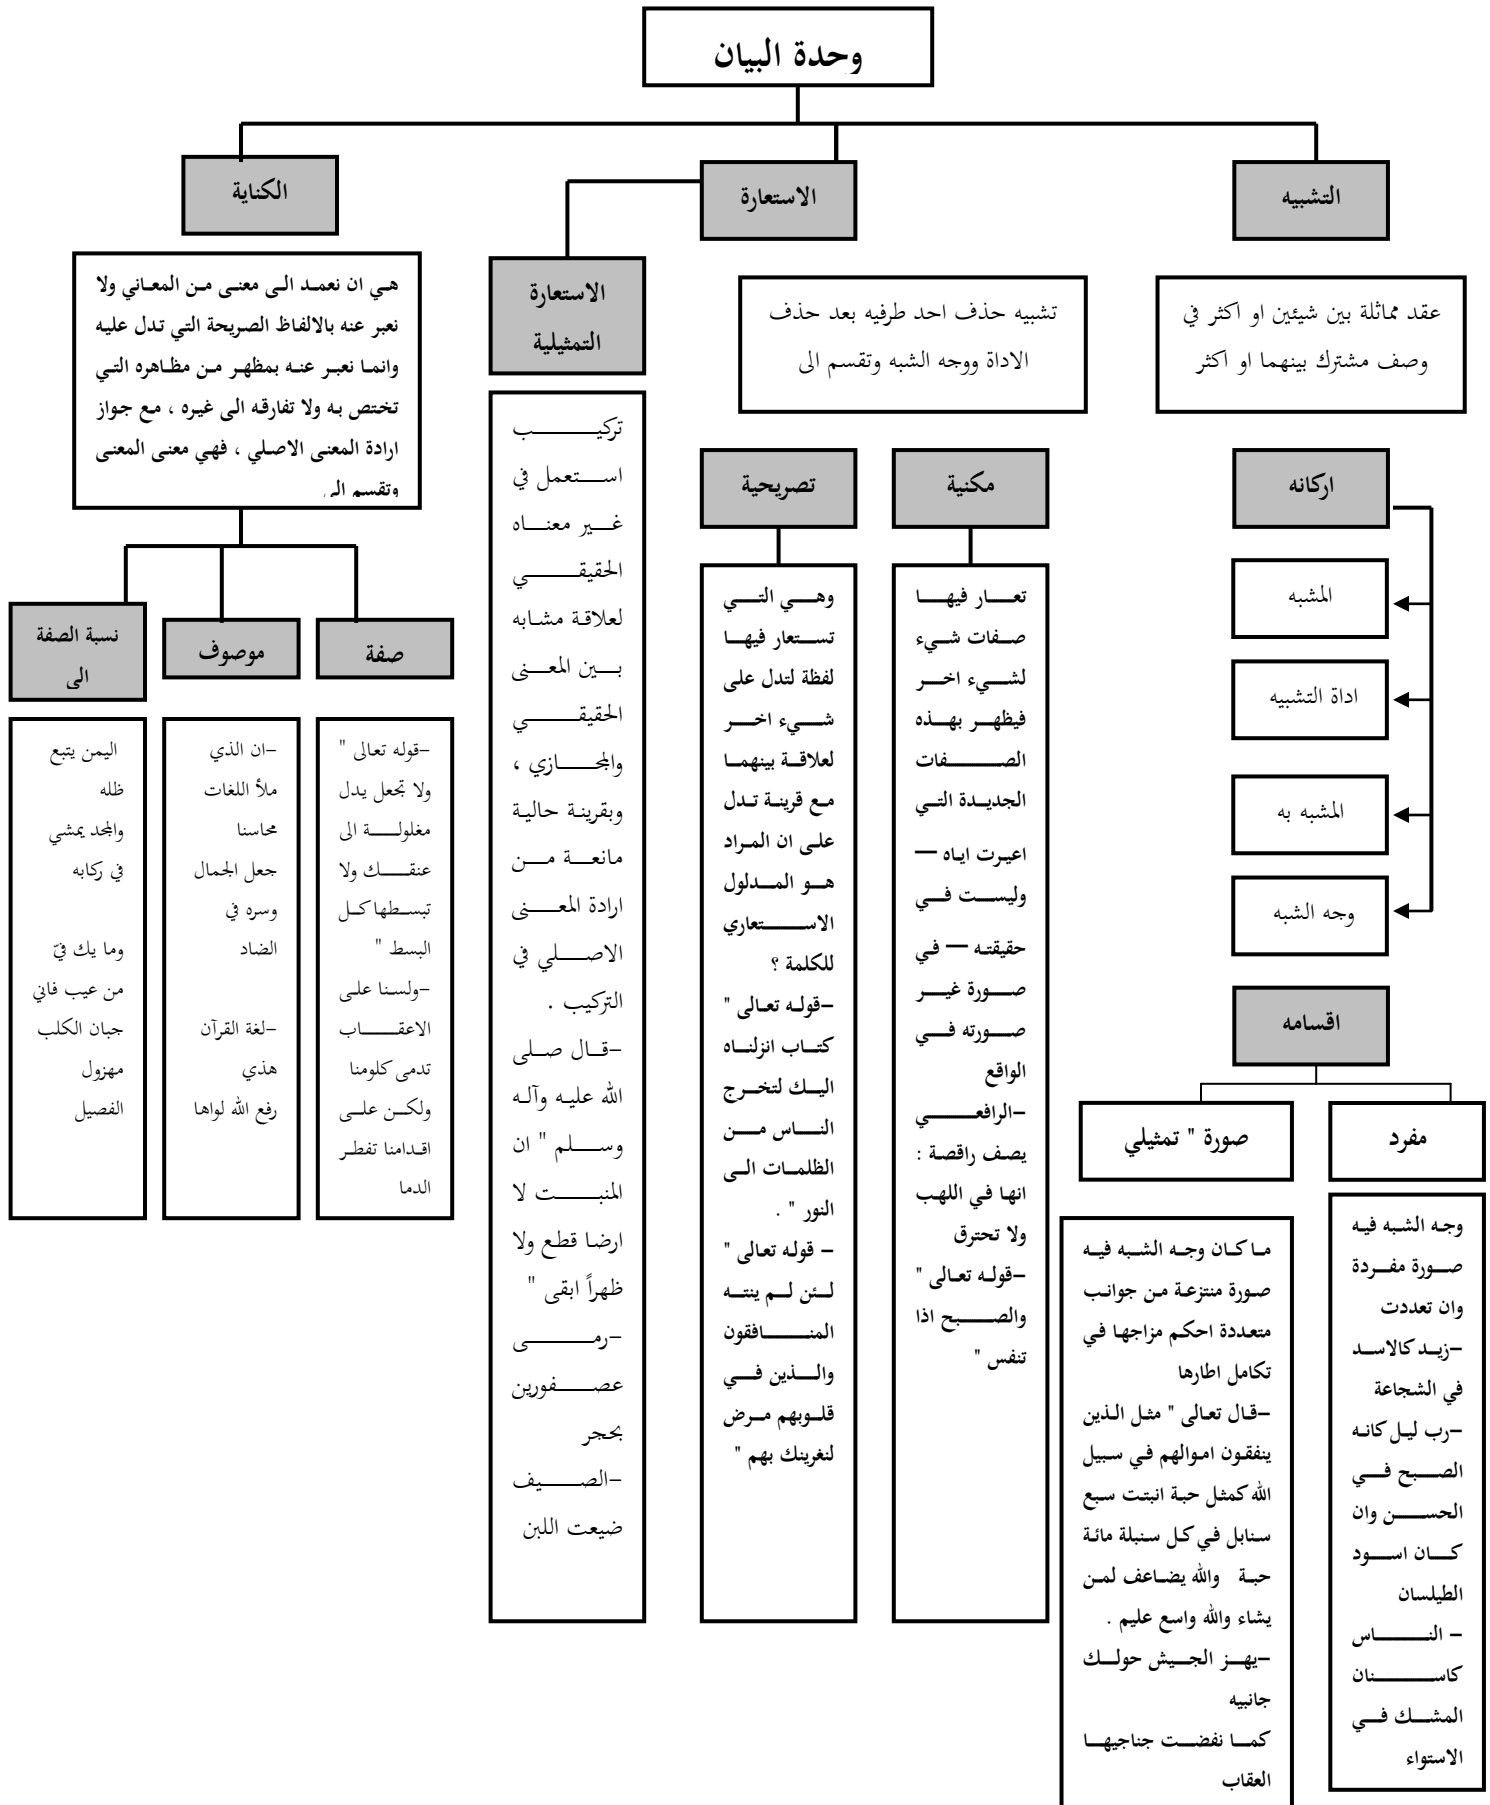 وحدة البيان
التشبيه
الاستعارة
الكناية
عقد مماثلة بين شيئين او اكثر في
وصف مشترك بينهما او اكثر
اركانه
المشبه
اداة التشبيه
المشبه به
وجه الشبه
اقسامه
مفرد
وجه الشبه فيه
صورة مفردة
وان تعددت
-زيد كالاسد
في الشجاعة
-رب ليل كانه
الصبح في
الحسن وان
كان اسود
الطيلسان
- الناس
كاسنان
المشك في
الاستواء
صورة " تمثيلي
ما كان وجه الشبه فيه
صورة منتزعة من جوانب
متعددة احكم مزاجها في
تكامل اطارها
-قال تعالى " مثل الذين
ينفقون اموالهم في سبيل
الله كمثل حبة انبتت سبع
سنابل في كل سنبلة مائة
حبة والله يضاعف لمن
يشاء والله واسع عليم .
-يهز الجيش حولك
جانبيه
كما نفضت جناجيها
العقاب
تشبيه حذف احد طرفيه بعد حذف
الاداة ووجه الشبه وتقسم الى
مكنية
تعار فيها
صفات شيء
لشيء اخر
فيظهر بهذه
الصفات
الجديدة التي
اعيرت اياه –
وليست في
حقيقته – في
صورة غير
صورته في
الواقع
-الرافعي
يصف راقصة :
انها في اللهب
ولا تحترق
-قوله تعالى "
والصبح اذا
تنفس "
تصريحية
وهي التي
تستعار فيها
لفظة لتدل على
شيء اخر
لعلاقة بينهما
مع قرينة تدل
على ان المراد
هو المدلول
الاستعاري
للكلمة ؟
-قوله تعالى "
كتاب انزلناه
اليك لتخرج
الناس من
الظلمات الى
النور " .
- قوله تعالى "
لئن لم ينته
المنافقون
والذين في
قلوبهم مرض
لنغرينك بهم "
الاستعارة
التمثيلية
تركيب
استعمل في
غير معناه
الحقيقي
لعلاقة مشابه
بين المعنى
الحقيقي
والمجازي ،
وبقرينة حالية
مانعة من
ارادة المعنى
الاصلي في
التركيب .
-قال صلى
الله عليه وآله
وسلم " ان
المنبت لا
ارضا قطع ولا
ظهراً ابقى "
-رمى
عصفورين
بحجر
-الصيف
ضيعت اللبن
هي ان نعمد الى معنى من المعاني ولا
نعبر عنه بالالفاظ الصريحة التي تدل عليه
وانما نعبر عنه بمظهر من مظاهره التي
تختص به ولا تفارقه الى غيره ، مع جواز
ارادة المعنى الاصلي ، فهي معنى المعنى
وتقسم الى
صفة
-قوله تعالى "
ولا تجعل يدل
مغلولة الى
عنقك ولا
تبسطها كل
البسط "
-ولسنا على
الاعقاب
تدمى كلومنا
ولكن على
اقدامنا تفطر
الدما
موصوف
-ان الذي
ملأ اللغات
محاسنا
جعل الجمال
وسره في
الضاد
-لغة القرآن
هذي
رفع الله لواها
نسبة الصفة
الى
اليمن يتبع
ظله
والمجد يمشي
في ركابه
وما يك فيّ
من عيب فاني
جبان الكلب
مهزول
الفصيل